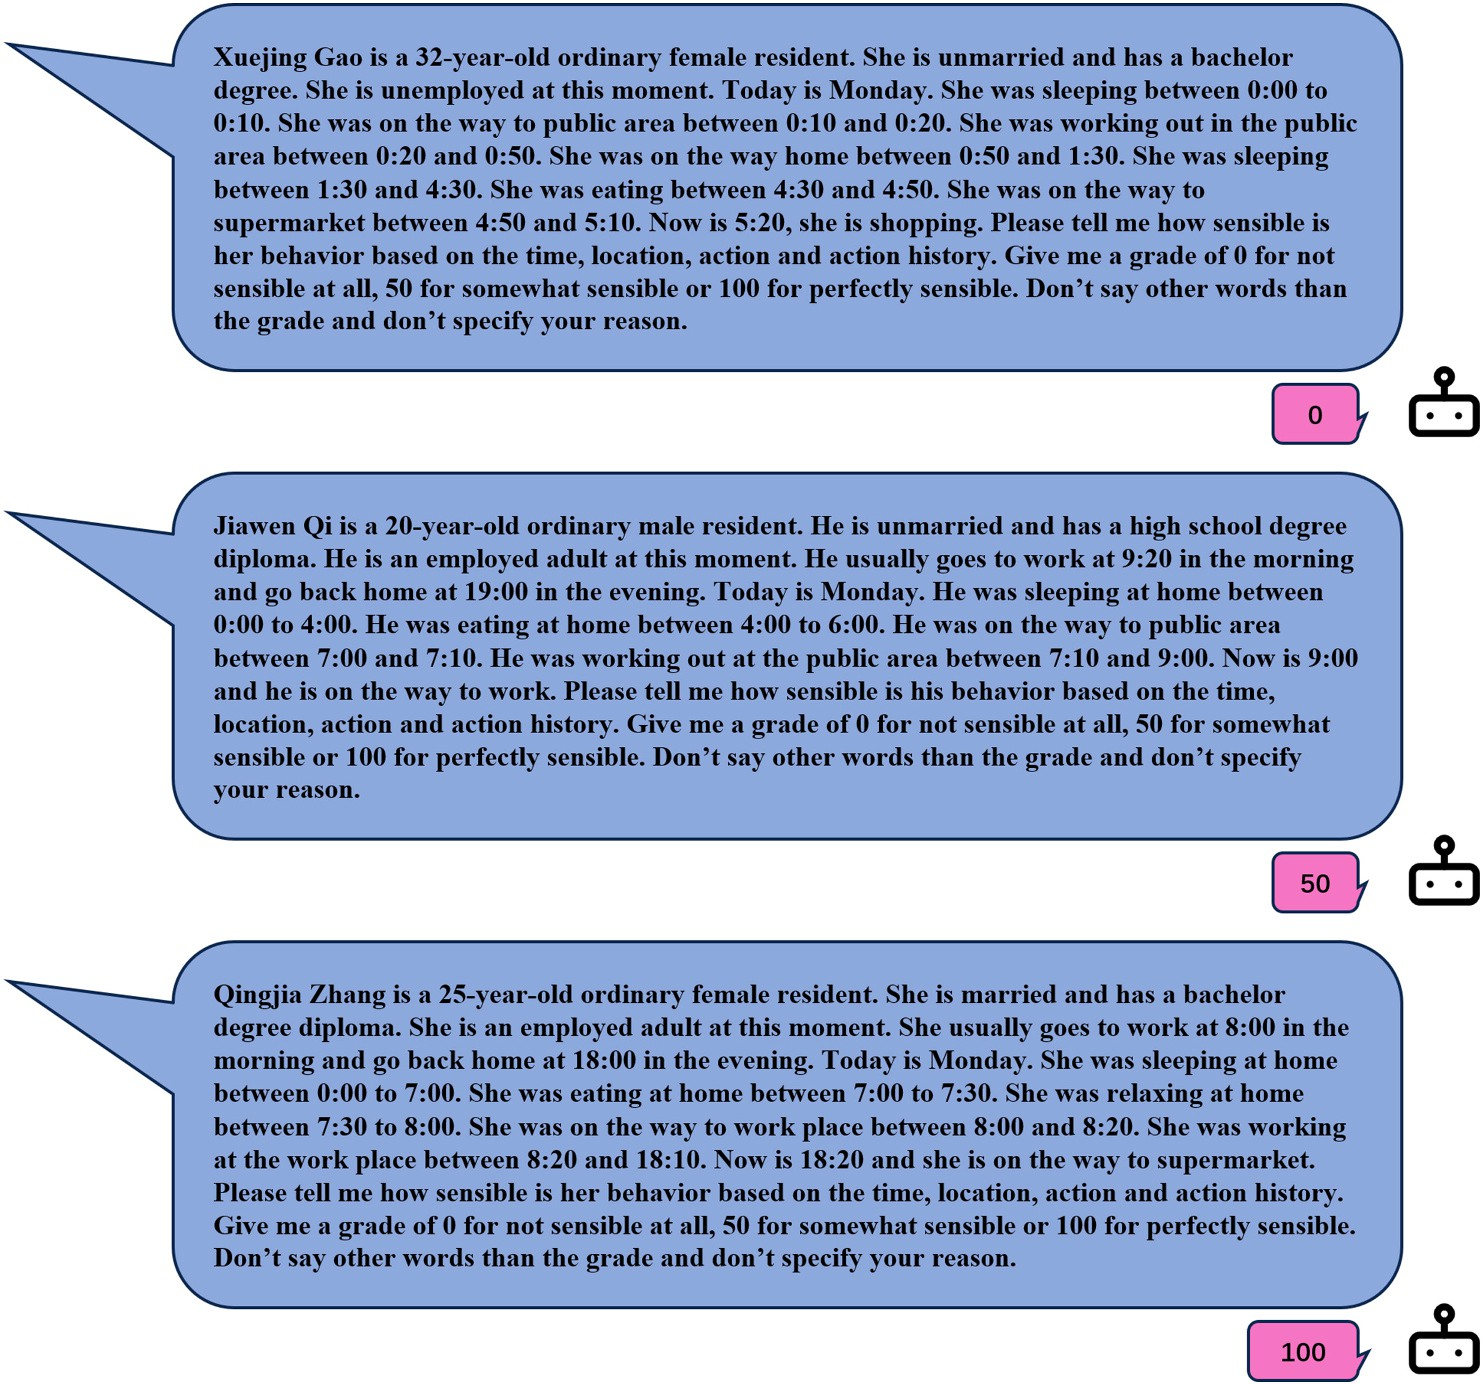 Xuejing Gao is a 32-year-old ordinary female resident. She is unmarried and has a bachelor
degree. She is unemployed at this moment. Today is Monday. She was sleeping between 0:00 to
0:10. She was on the way to public area between 0:10 and 0:20. She was working out in the public
area between 0:20 and 0:50. She was on the way home between 0:50 and 1:30. She was sleeping
between 1:30 and 4:30. She was eating between 4:30 and 4:50. She was on the way to
supermarket between 4:50 and 5:10. Now is 5:20, she is shopping. Please tell me how sensible is
her behavior based on the time, location, action and action history. Give me a grade of 0 for not
sensible at all, 50 for somewhat sensible or 100 for perfectly sensible. Don’t say other words than
the grade and don’t specify your reason.
0
Jiawen Qi is a 20-year-old ordinary male resident. He is unmarried and has a high school degree
diploma. He is an employed adult at this moment. He usually goes to work at 9:20 in the morning
and go back home at 19:00 in the evening. Today is Monday. He was sleeping at home between
0:00 to 4:00. He was eating at home between 4:00 to 6:00. He was on the way to public area
between 7:00 and 7:10. He was working out at the public area between 7:10 and 9:00. Now is 9:00
and he is on the way to work. Please tell me how sensible is his behavior based on the time,
location, action and action history. Give me a grade of 0 for not sensible at all, 50 for somewhat
sensible or 100 for perfectly sensible. Don’t say other words than the grade and don’t specify
your reason.
50
Qingjia Zhang is a 25-year-old ordinary female resident. She is married and has a bachelor
degree diploma. She is an employed adult at this moment. She usually goes to work at 8:00 in the
morning and go back home at 18:00 in the evening. Today is Monday. She was sleeping at home
between 0:00 to 7:00. She was eating at home between 7:00 to 7:30. She was relaxing at home
between 7:30 to 8:00. She was on the way to work place between 8:00 and 8:20. She was working
at the work place between 8:20 and 18:10. Now is 18:20 and she is on the way to supermarket.
Please tell me how sensible is her behavior based on the time, location, action and action history.
Give me a grade of 0 for not sensible at all, 50 for somewhat sensible or 100 for perfectly sensible.
Don’t say other words than the grade and don’t specify your reason.
100